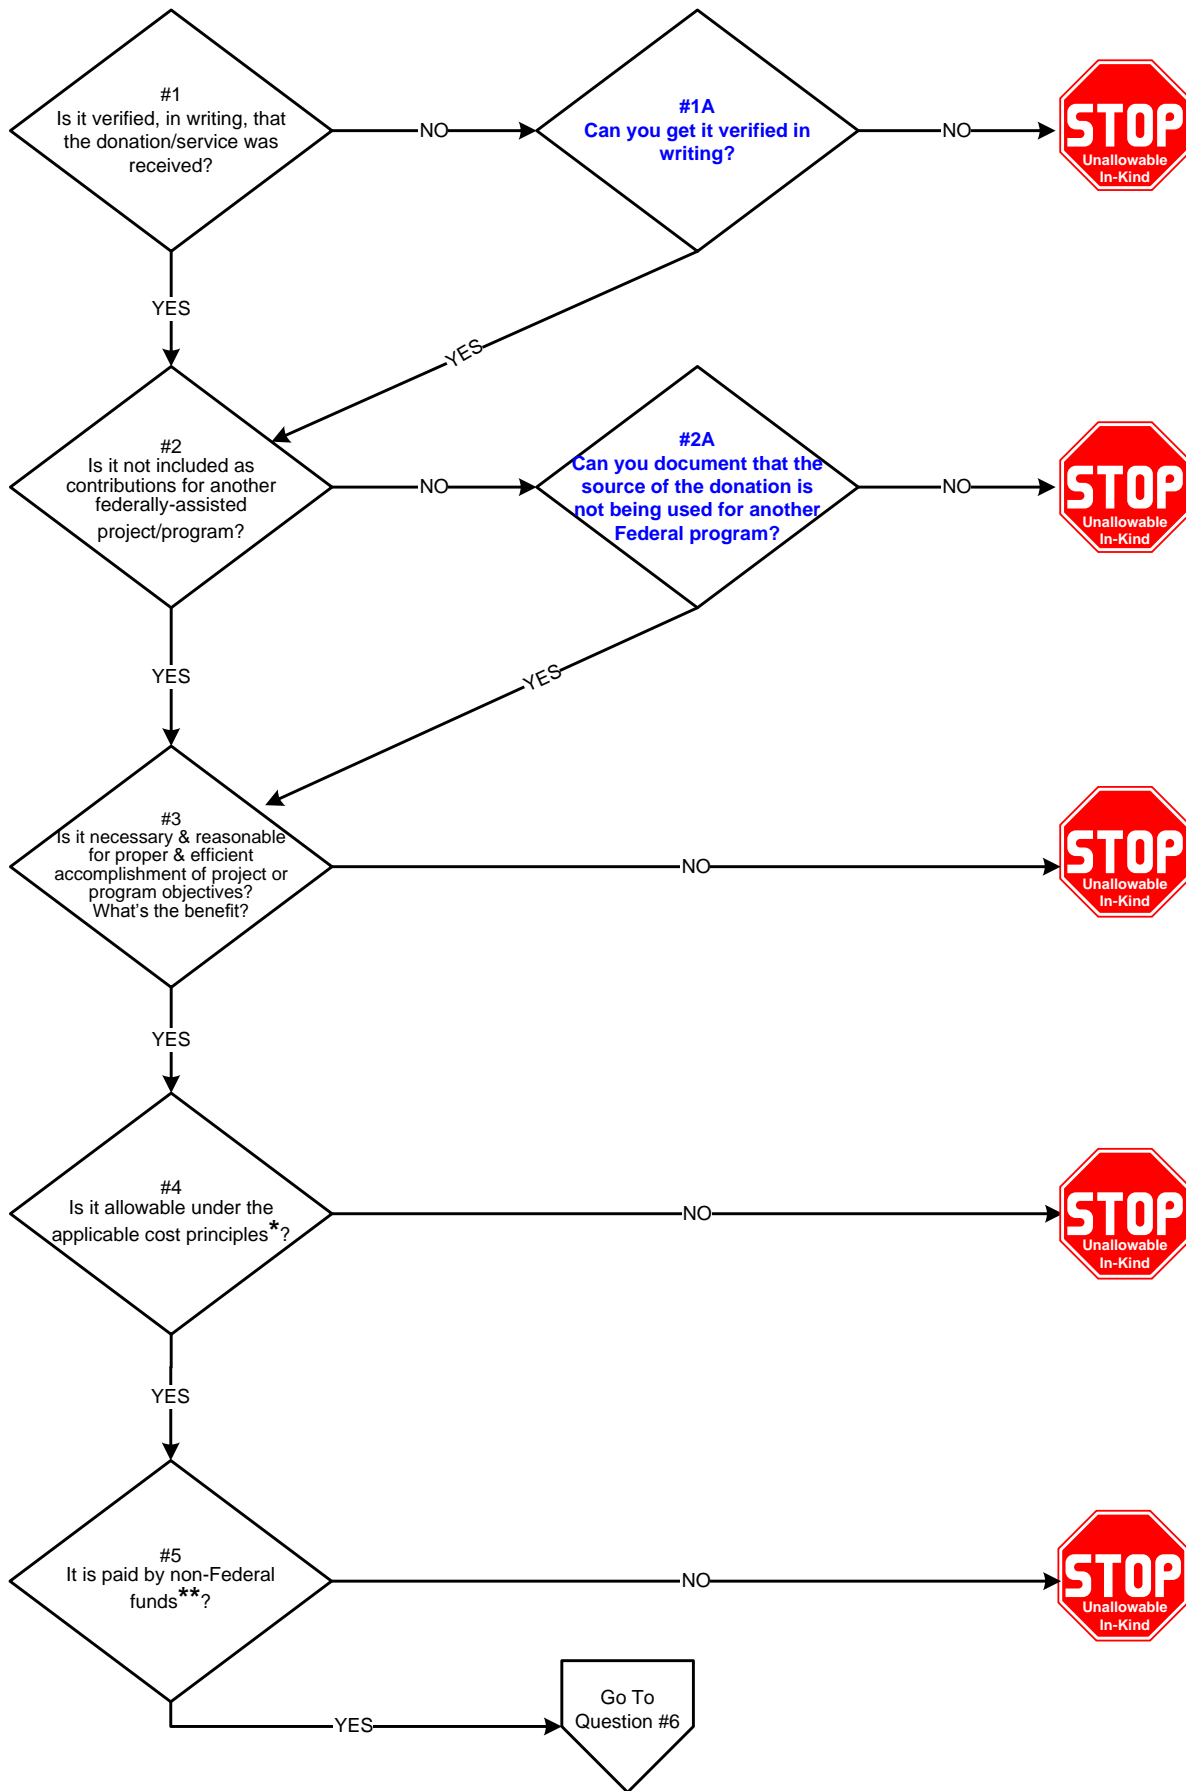 #1
Is it verified, in writing, that
the donation/service was
received?
NO
#1A
Can you get it verified in
writing?
NO
STOP
Unallowable
In-Kind
YES
YES
#2
Is it not included as
contributions for another
federally-assisted
project/program?
NO
#2A
Can you document that the
source of the donation is
not being used for another
Federal program?
NO
STOP
Unallowable
In-Kind
YES
YES
#3
Is it necessary & reasonable
for proper & efficient
accomplishment of project or
program objectives?
What's the benefit?
NO
STOP
Unallowable
In-Kind
YES
#4
Is it allowable under the
applicable cost principles*?
NO
STOP
Unallowable
In-Kind
YES
#5
It is paid by non-Federal
funds**?
NO
STOP
Unallowable
In-Kind
YES
Go To
Question #6